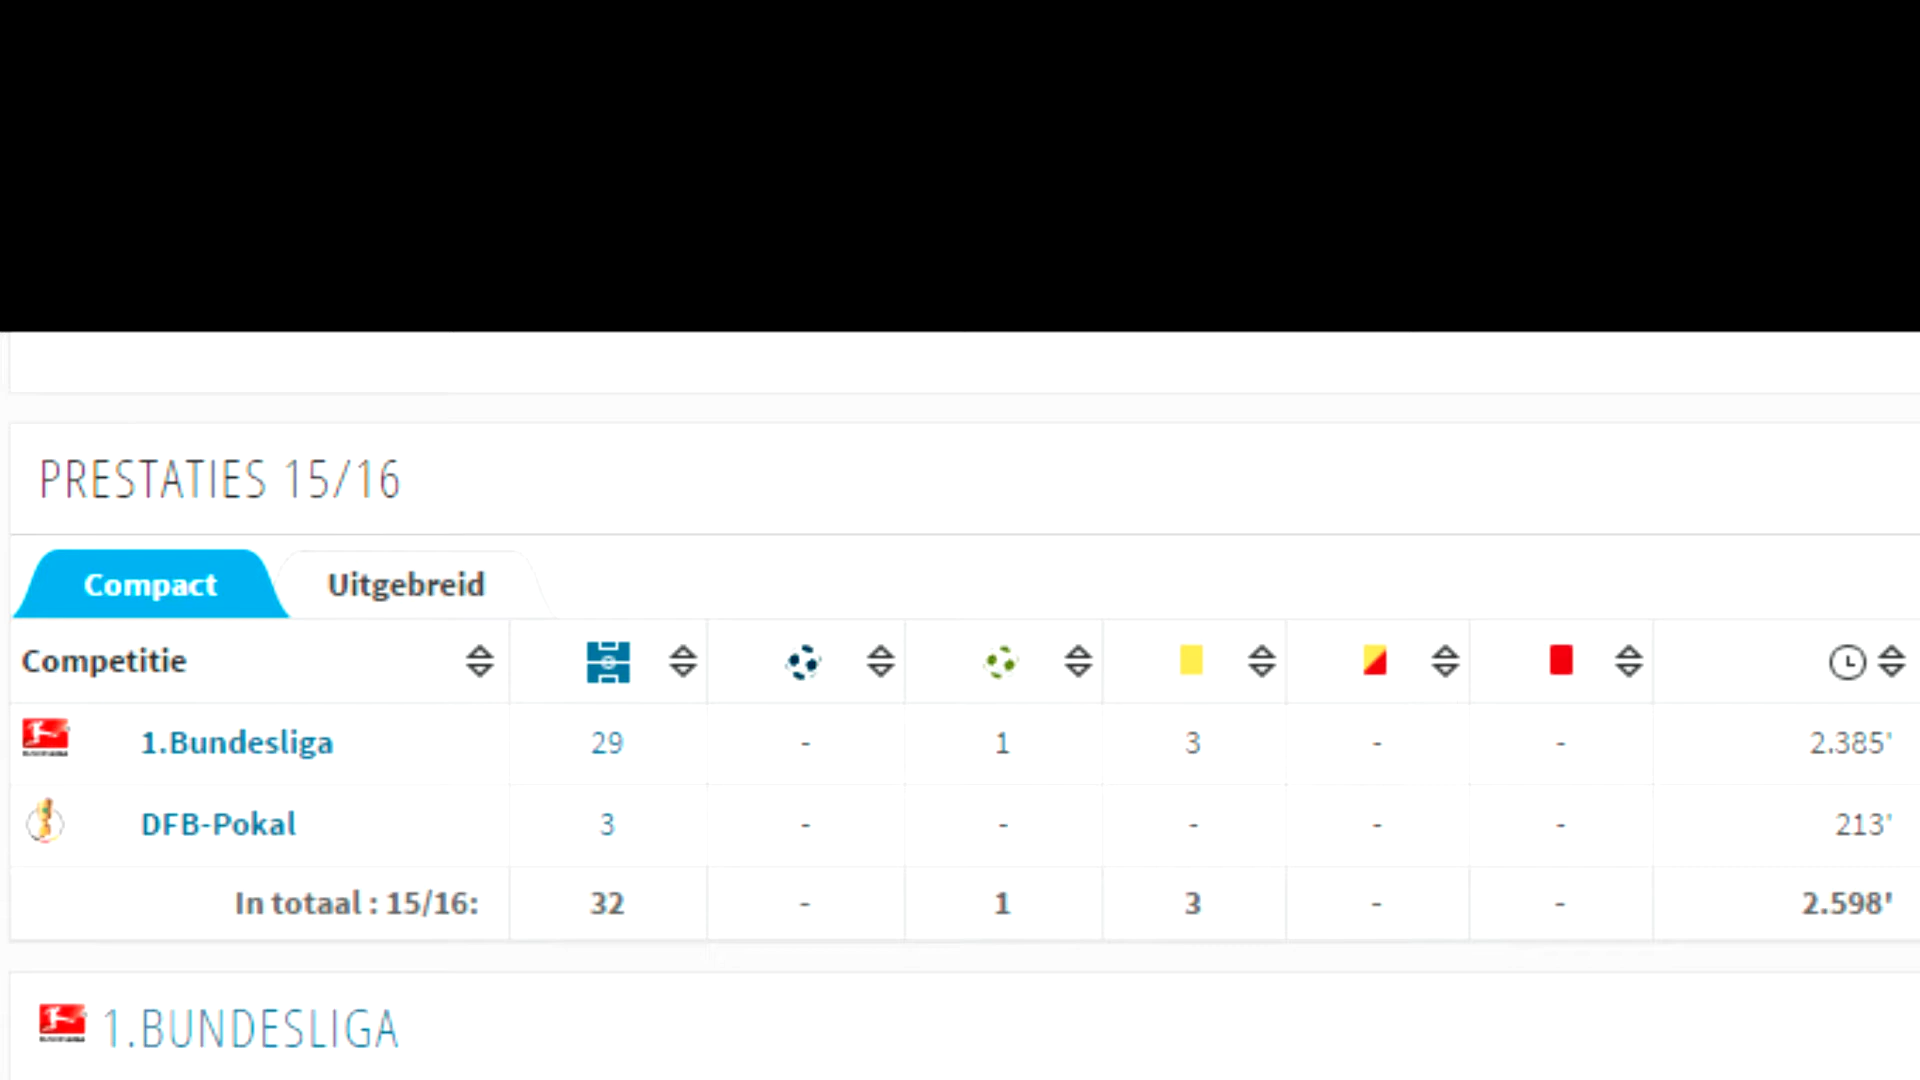 PRESTATIES 15/16
Compact Uitgebreid
Competitie
1.Bundesliga 29 - 1 3 - - 2.385'
DFB-Pokal 3 - - - - - 213'
In totaal : 15/16: 32 - 1 3 - - 2.598'
1.BUNDESLIGA